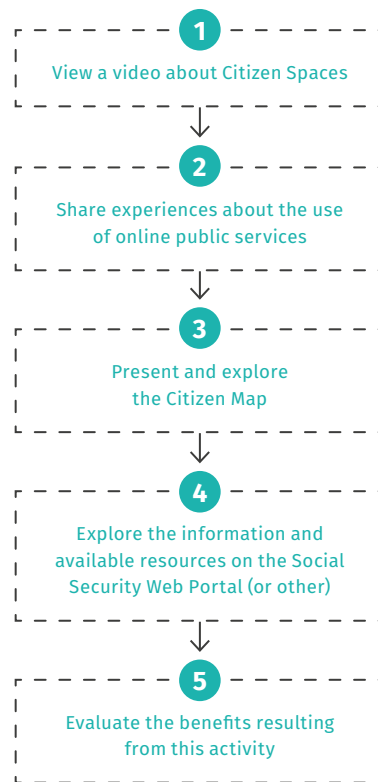 1
View a video about Citizen Spaces
2
Share experiences about the use
of online public services
3
Present and explore
the Citizen Map
4
Explore the information and
available resources on the Social
Security Web Portal (or other)
5
Evaluate the benefits resulting
from this activity